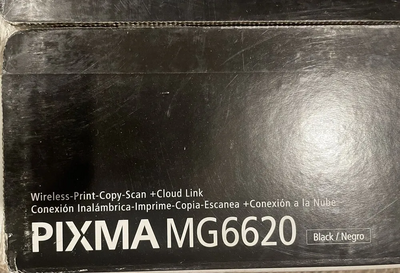 Wireless-Print-Copy-Scan +Cloud Link
Conexión Inalámbrica-Imprime-Copia-Escanea +Conexión a la Nube
PIXMA MG6620 Black / Negro